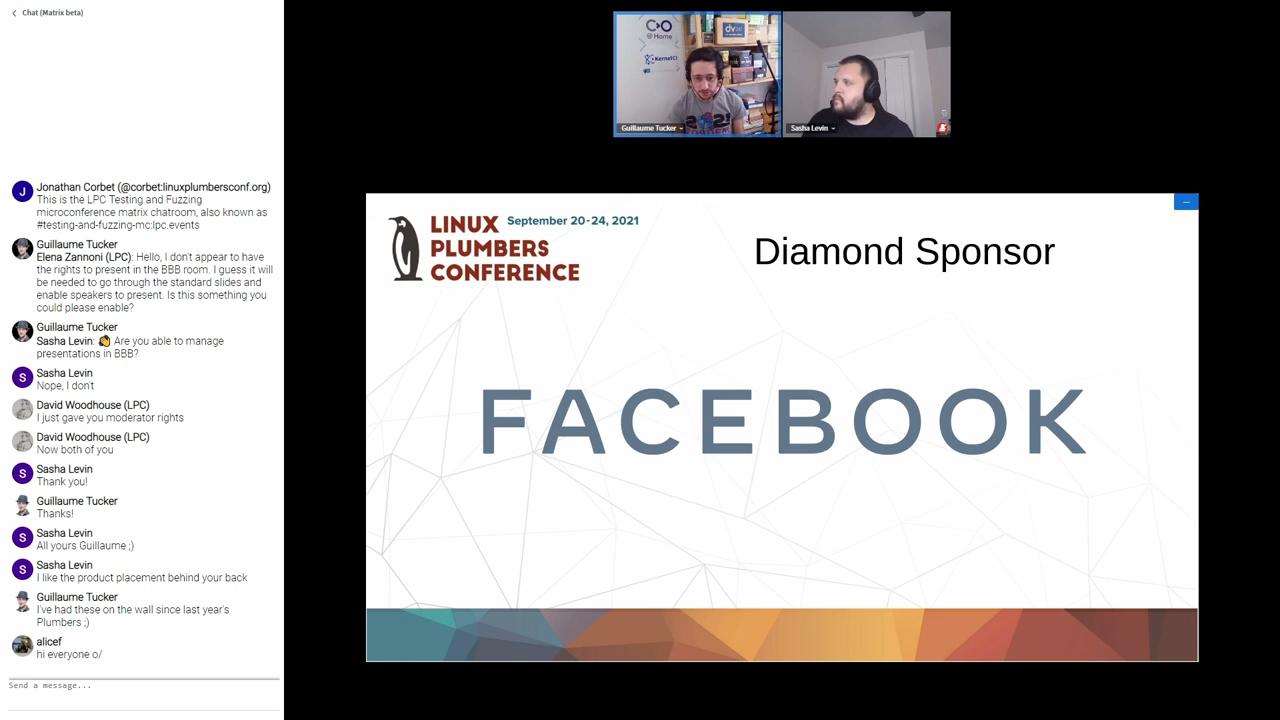 Chat (Matrix beta)
Jonathan Corbet (@corbet:linuxplumbersconf.org)
This is the LPC Testing and Fuzzing
microconference matrix chatroom, also known as
#testing-and-fuzzing-mc:lpc.events
Guillaume Tucker
Elena Zannoni (LPC): Hello, I don't appear to have
the rights to present in the BBB room. I guess it will
be needed to go through the standard slides and
enable speakers to present. Is this something you
could please enable?
Guillaume Tucker
Sasha Levin: 👋 Are you able to manage
presentations in BBB?
Sasha Levin
Nope, I don't
David Woodhouse (LPC)
I just gave you moderator rights
David Woodhouse (LPC)
Now both of you
Sasha Levin
Thank you!
Guillaume Tucker
Thanks!
Sasha Levin
All yours Guillaume ;)
Sasha Levin
I like the product placement behind your back
Guillaume Tucker
I've had these on the wall since last year's
Plumbers ;)
alicef
hi everyone o/
Send a message...
@Home
KernelCI
dv
2021
Guillaume Tucker
Sasha Levin
LINUX
PLUMBERS
CONFERENCE
September 20-24, 2021
Diamond Sponsor
FACEBOOK